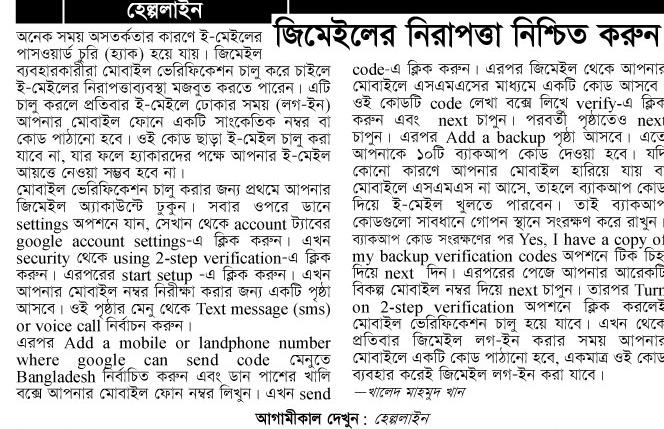 হেল্পলাইন
জিমেইলের নিরাপত্তা নিশ্চিত করুন
অনেক সময় অসতর্কতার কারণে ই-মেইলের
পাসওয়ার্ড চুরি (হ্যাক) হয়ে যায়। জিমেইল
ব্যবহারকারীরা মোবাইল ভেরিফিকেশন চালু করে চাইলে
ই-মেইলের নিরাপত্তাব্যবস্থা মজবুত করতে পারেন। এটি
চালু করলে প্রতিবার ই-মেইলে ঢোকার সময় (লগ-ইন)
আপনার মোবাইল ফোনে একটি সাংকেতিক নম্বর বা
কোড পাঠানো হবে। ওই কোড ছাড়া ই-মেইল চালু করা
যাবে না, যার ফলে হ্যাকারদের পক্ষে আপনার ই-মেইল
আয়ত্তে নেওয়া সম্ভব হবে না।
মোবাইল ভেরিফিকেশন চালু করার জন্য প্রথমে আপনার
জিমেইল অ্যাকাউন্টে ঢুকুন। সবার ওপরে ডানে
settings অপশনে যান, সেখান থেকে account ট্যাবের
google account settings-এ ক্লিক করুন। এখন
security থেকে using 2-step verification-এ ক্লিক
করুন। এরপরের start setup -এ ক্লিক করুন। এখন
আপনার মোবাইল নম্বর নিরীক্ষা করার জন্য একটি পৃষ্ঠা
আসবে। ওই পৃষ্ঠার মেনু থেকে Text message (sms)
or voice call নির্বাচন করুন।
এরপর Add a mobile or landphone number
where google can send code মেনুতে
Bangladesh নির্বাচিত করুন এবং ডান পাশের খালি
বক্সে আপনার মোবাইল ফোন নম্বর লিখুন। এখন send
code-এ ক্লিক করুন। এরপর জিমেইল থেকে আপনার
মোবাইলে এসএমএসের মাধ্যমে একটি কোড আসবে
ওই কোডটি code লেখা বক্সে লিখে verify-এ ক্লিক
করুন এবং next চাপুন। পরবর্তী পৃষ্ঠাতেও next
চাপুন। এরপর Add a backup পৃষ্ঠা আসবে। এতে
আপনাকে ১০টি ব্যাকআপ কোড দেওয়া হবে। যদি
কোনো কারণে আপনার মোবাইল হারিয়ে যায় বা
মোবাইলে এসএমএস না আসে, তাহলে ব্যাকআপ কোড
দিয়ে ই-মেইল খুলতে পারবেন। তাই ব্যাকআপ
কোডগুলো সাবধানে গোপন স্থানে সংরক্ষণ করে রাখুন।
ব্যাকআপ কোড সংরক্ষণের পর Yes, I have a copy of
my backup verification codes অপশনে টিক চিহ্ন
দিয়ে next দিন। এরপরের পেজে আপনার আরেকটি
বিকল্প মোবাইল নম্বর দিয়ে next চাপুন। তারপর Turn
on 2-step verification অপশনে ক্লিক করলেই
মোবাইল ভেরিফিকেশন চালু হয়ে যাবে। এখন থেকে
প্রতিবার জিমেইল লগ-ইন করার সময় আপনার
মোবাইলে একটি কোড পাঠানো হবে, একমাত্র ওই কোড
ব্যবহার করেই জিমেইল লগ-ইন করা যাবে।
—খালেদ মাহমুদ খান
আগামীকাল দেখুন : হেল্পলাইন